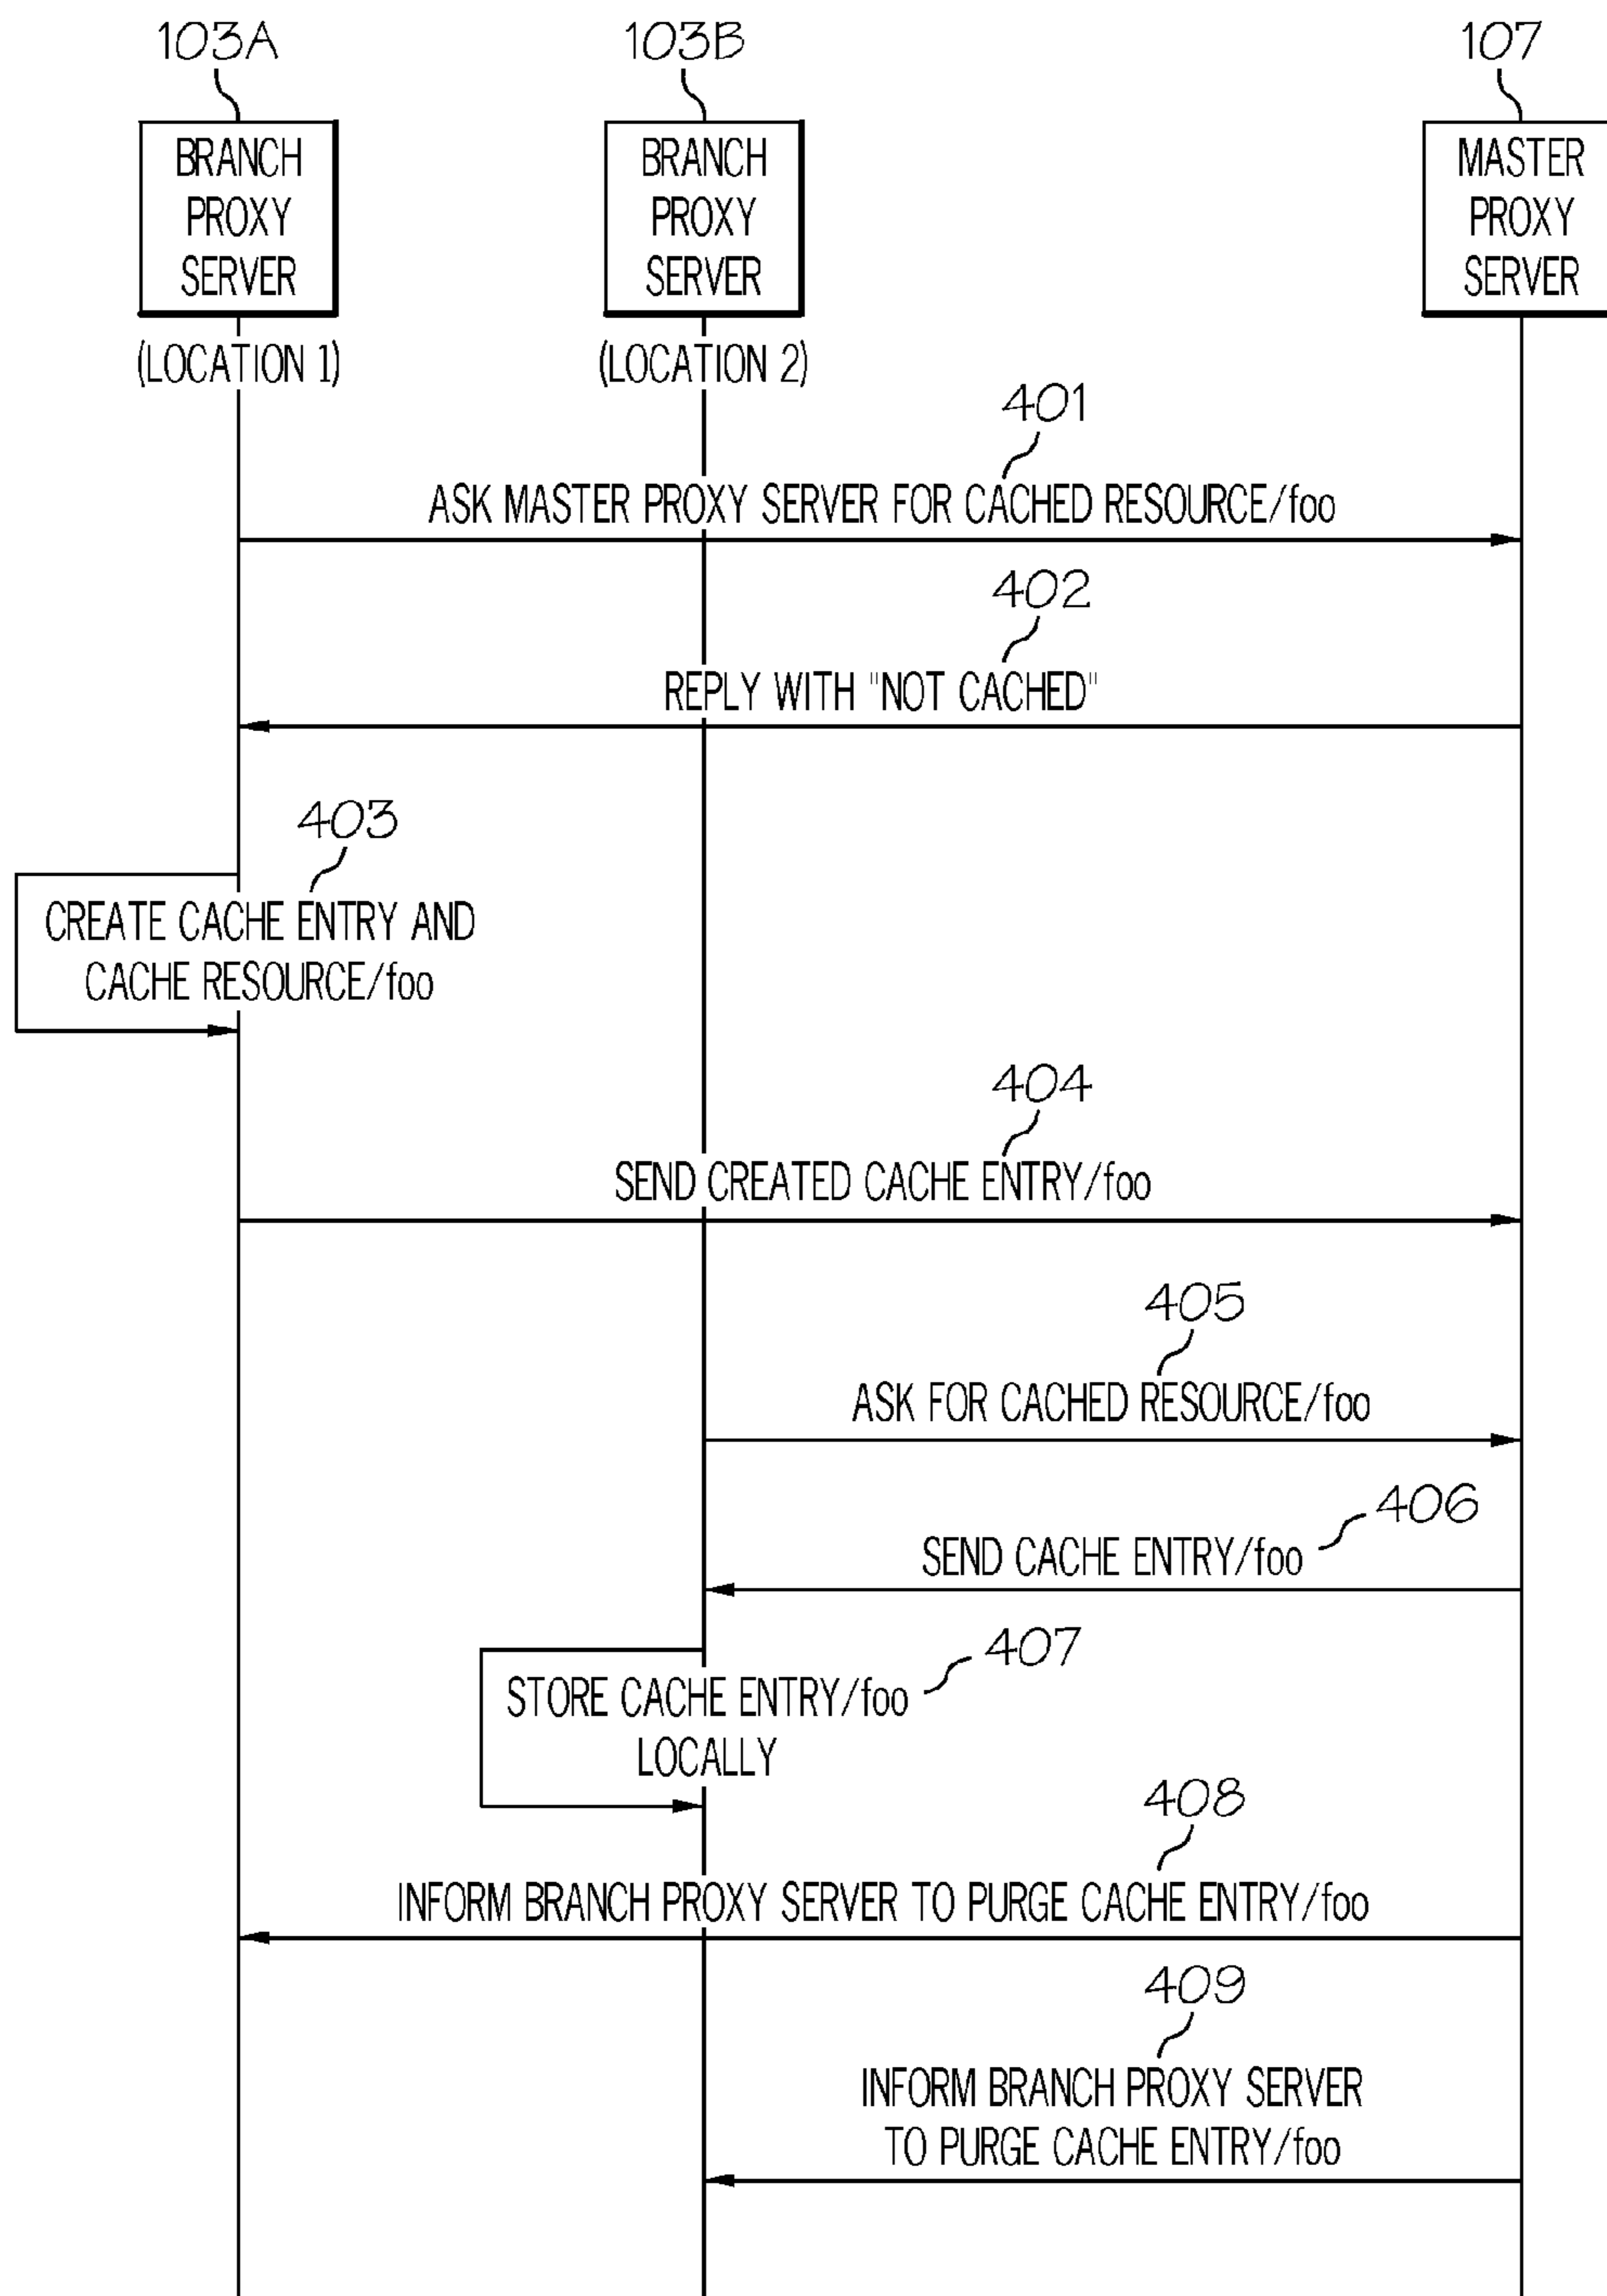 103A
103B
107
BRANCH
PROXY
SERVER
BRANCH
PROXY
SERVER
MASTER
PROXY
SERVER
(LOCATION 1)
(LOCATION 2)
401
ASK MASTER PROXY SERVER FOR CACHED RESOURCE/foo
402
REPLY WITH "NOT CACHED"
403
CREATE CACHE ENTRY AND
CACHE RESOURCE/foo
404
SEND CREATED CACHE ENTRY/foo
405
ASK FOR CACHED RESOURCE/foo
406
SEND CACHE ENTRY/foo
407
STORE CACHE ENTRY/foo
LOCALLY
408
INFORM BRANCH PROXY SERVER TO PURGE CACHE ENTRY/foo
409
INFORM BRANCH PROXY SERVER
TO PURGE CACHE ENTRY/foo